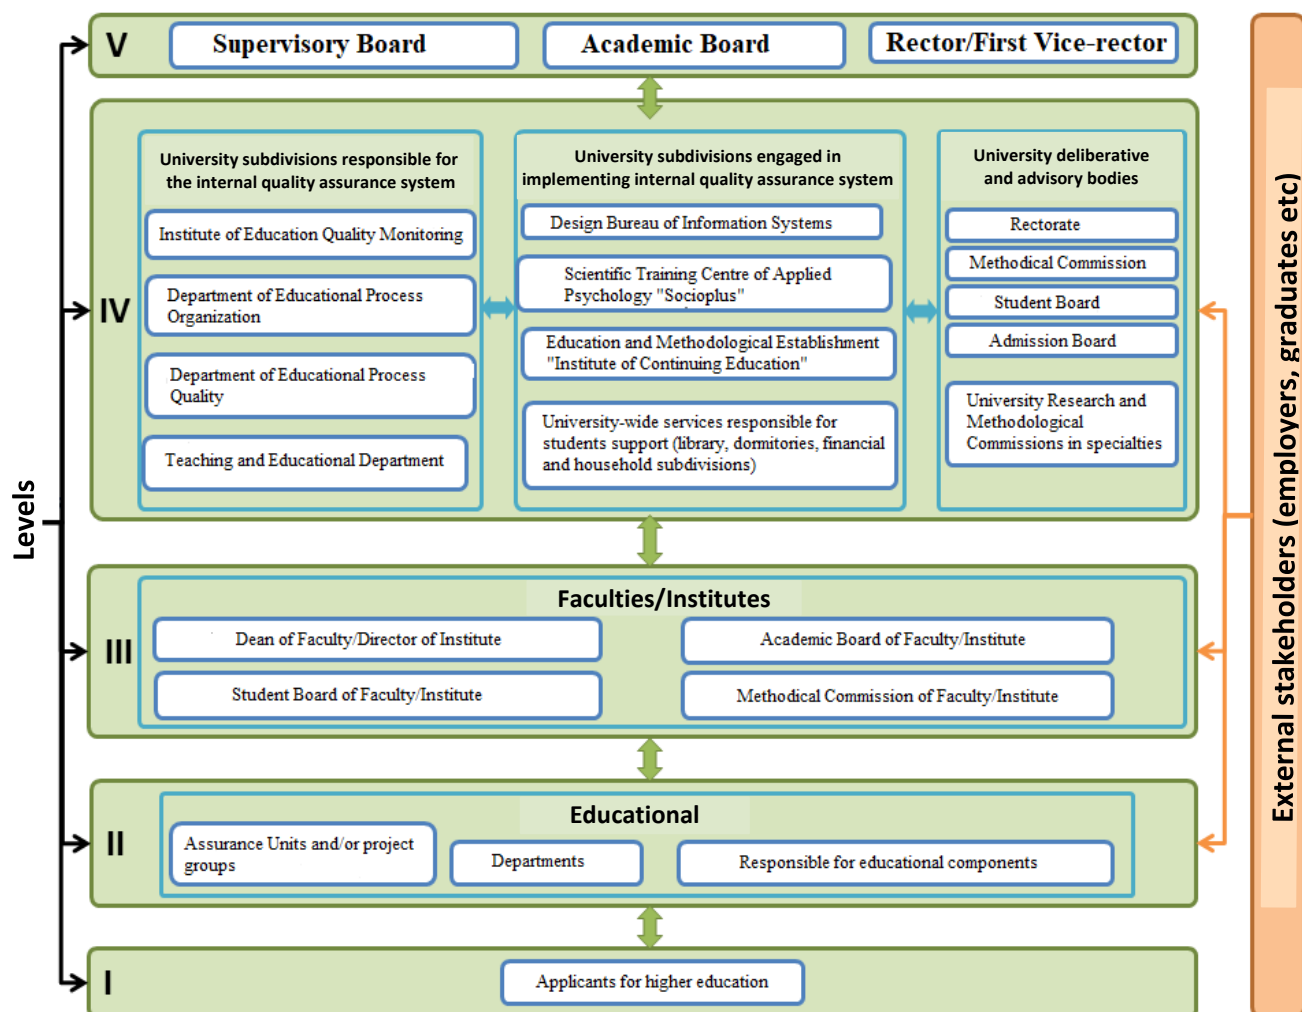 V
Supervisory Board
Academic Board
Rector/First Vice-rector
Levels
External stakeholders (employers, graduates etc)
IV
University subdivisions responsible for
the internal quality assurance system
Institute of Education Quality Monitoring
Department of Educational Process
Organization
Department of Educational Process
Quality
Teaching and Educational Department
University subdivisions engaged in
implementing internal quality assurance system
Design Bureau of Information Systems
Scientific Training Centre of Applied
Psychology "Socioplus"
Education and Methodological Establishment
"Institute of Continuing Education"
University-wide services responsible for
students support (library, dormitories, financial
and household subdivisions)
University deliberative
and advisory bodies
Rectorate
Methodical Commission
Student Board
Admission Board
University Research and
Methodological
Commissions in specialties
III
Faculties/Institutes
Dean of Faculty/Director of Institute
Academic Board of Faculty/Institute
Student Board of Faculty/Institute
Methodical Commission of Faculty/Institute
II
Educational
Assurance Units and/or project
groups
Departments
Responsible for educational components
I
Applicants for higher education